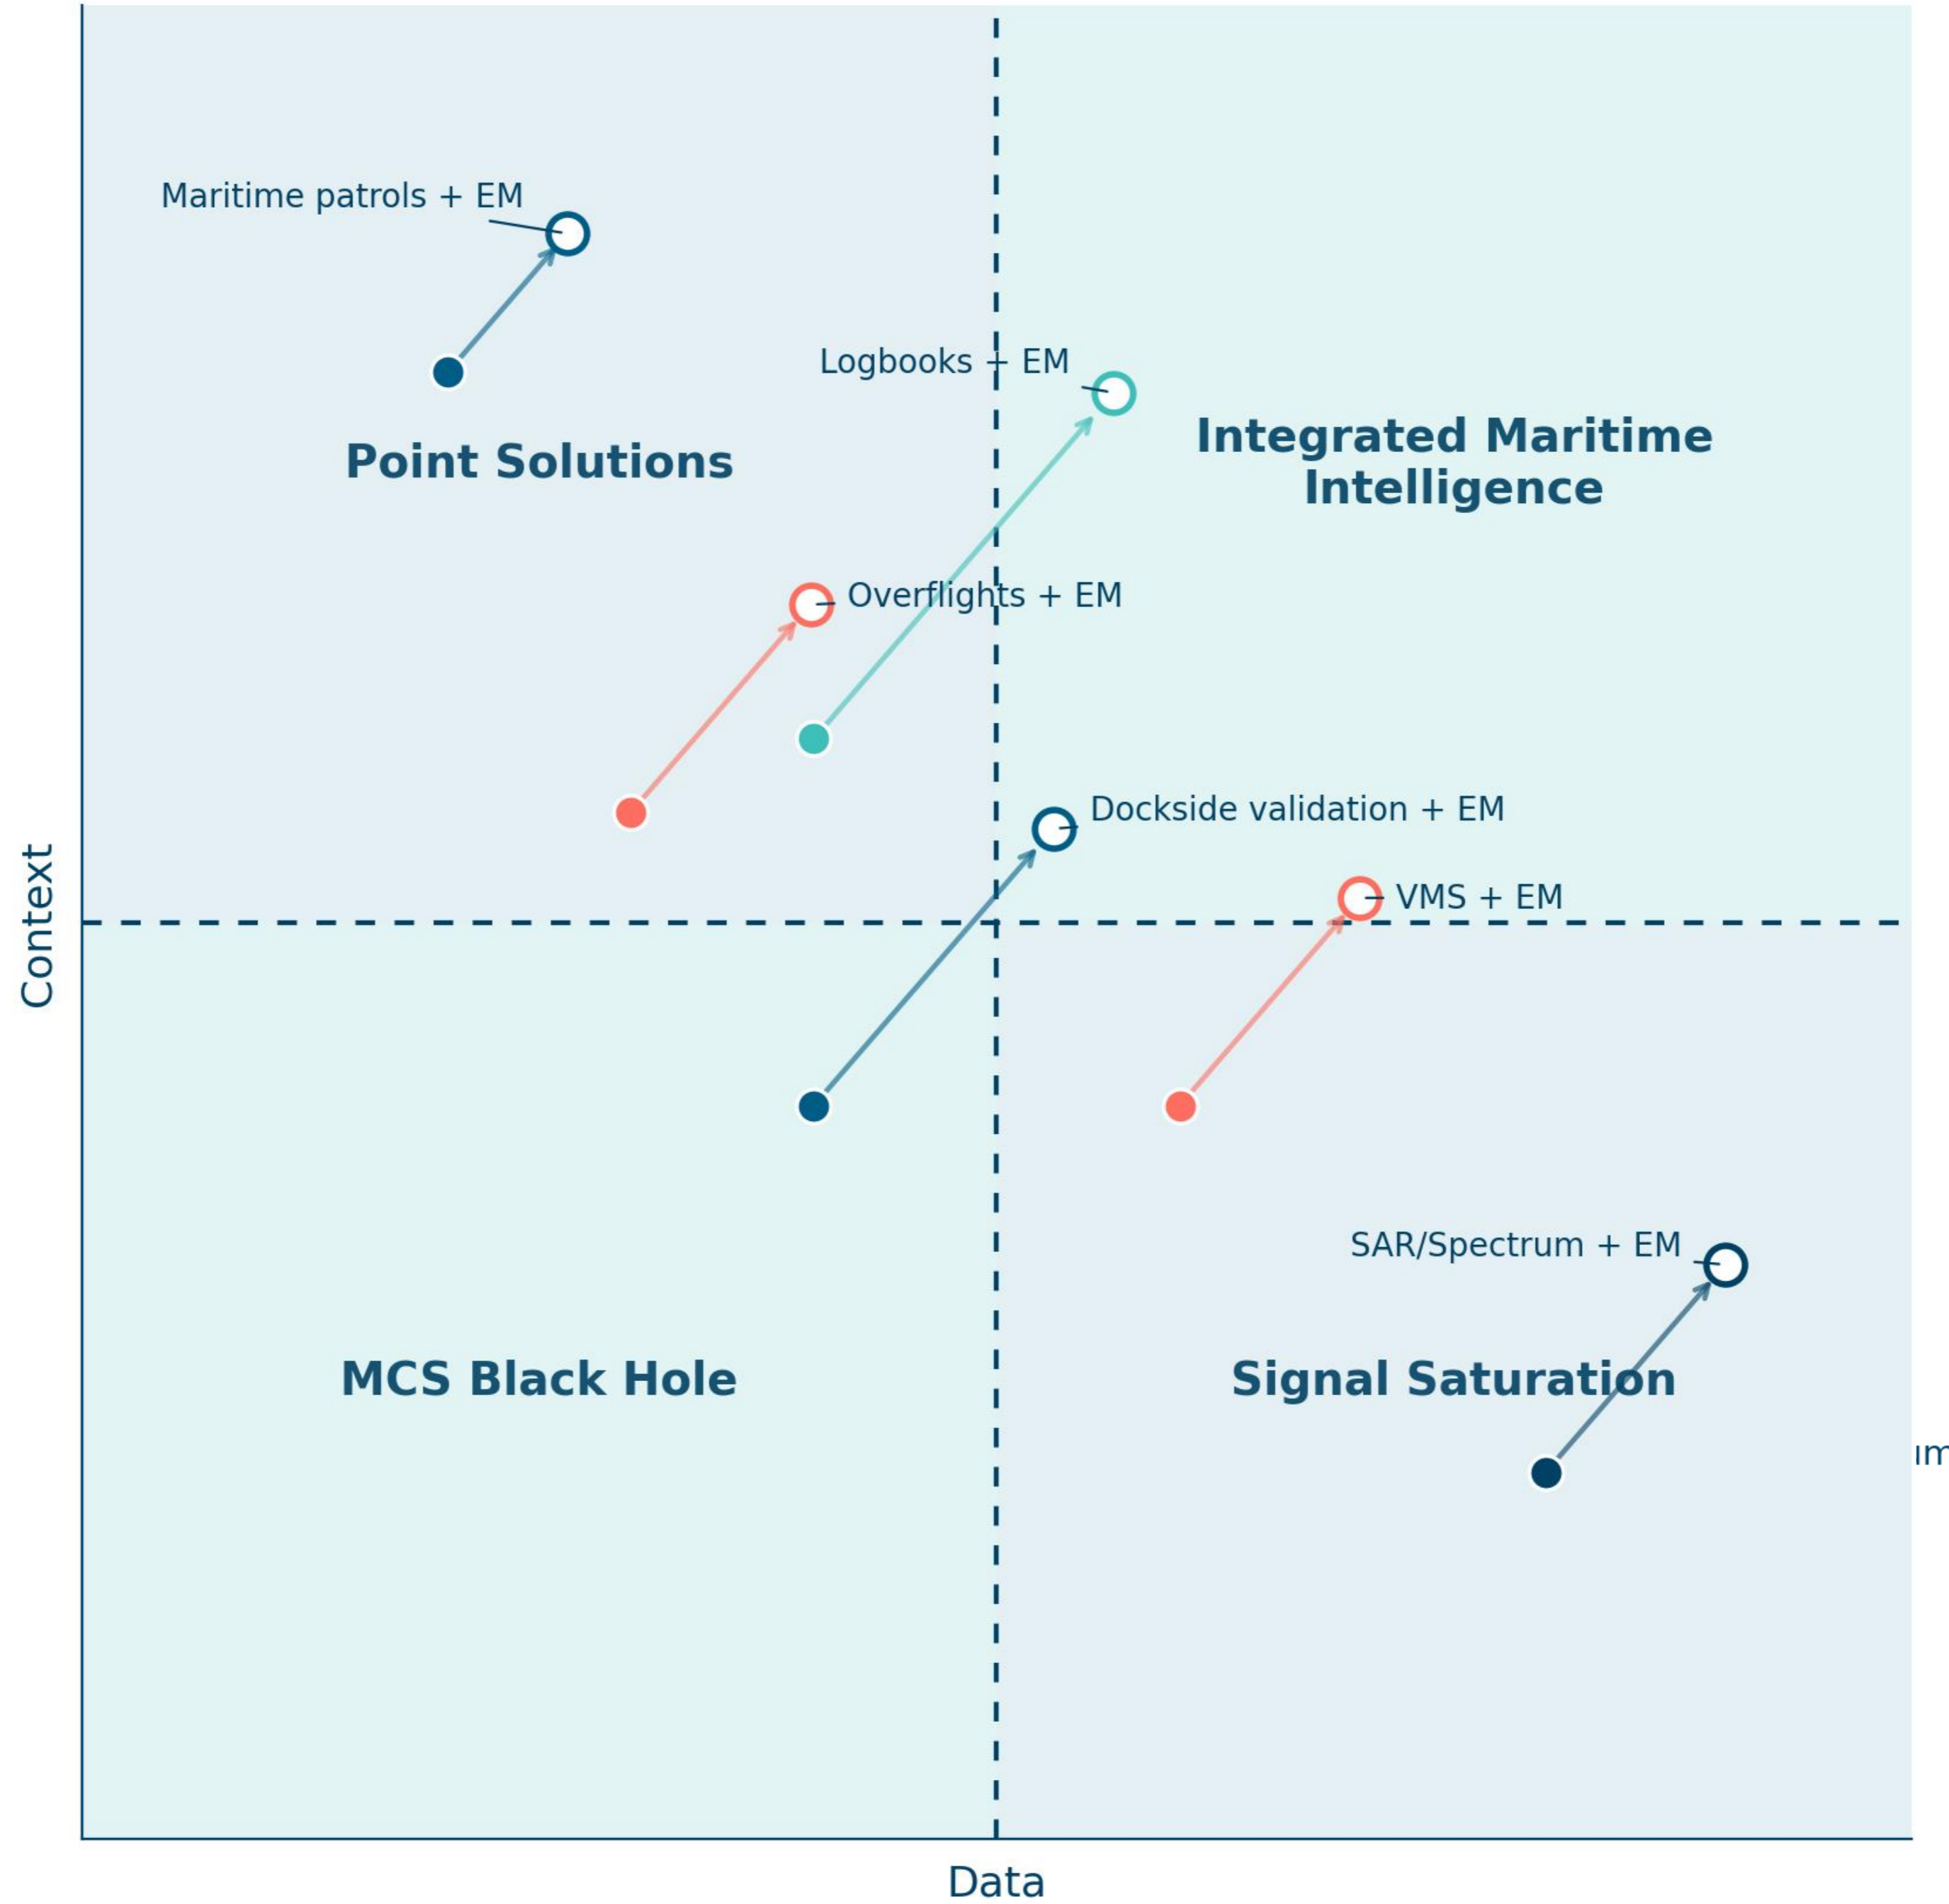 Maritime patrols + EM
Logbooks + EM
Integrated Maritime
Intelligence
Point Solutions
Overflights + EM
Dockside validation + EM
VMS + EM
Context
SAR/Spectrum + EM
MCS Black Hole
Signal Saturation
Data